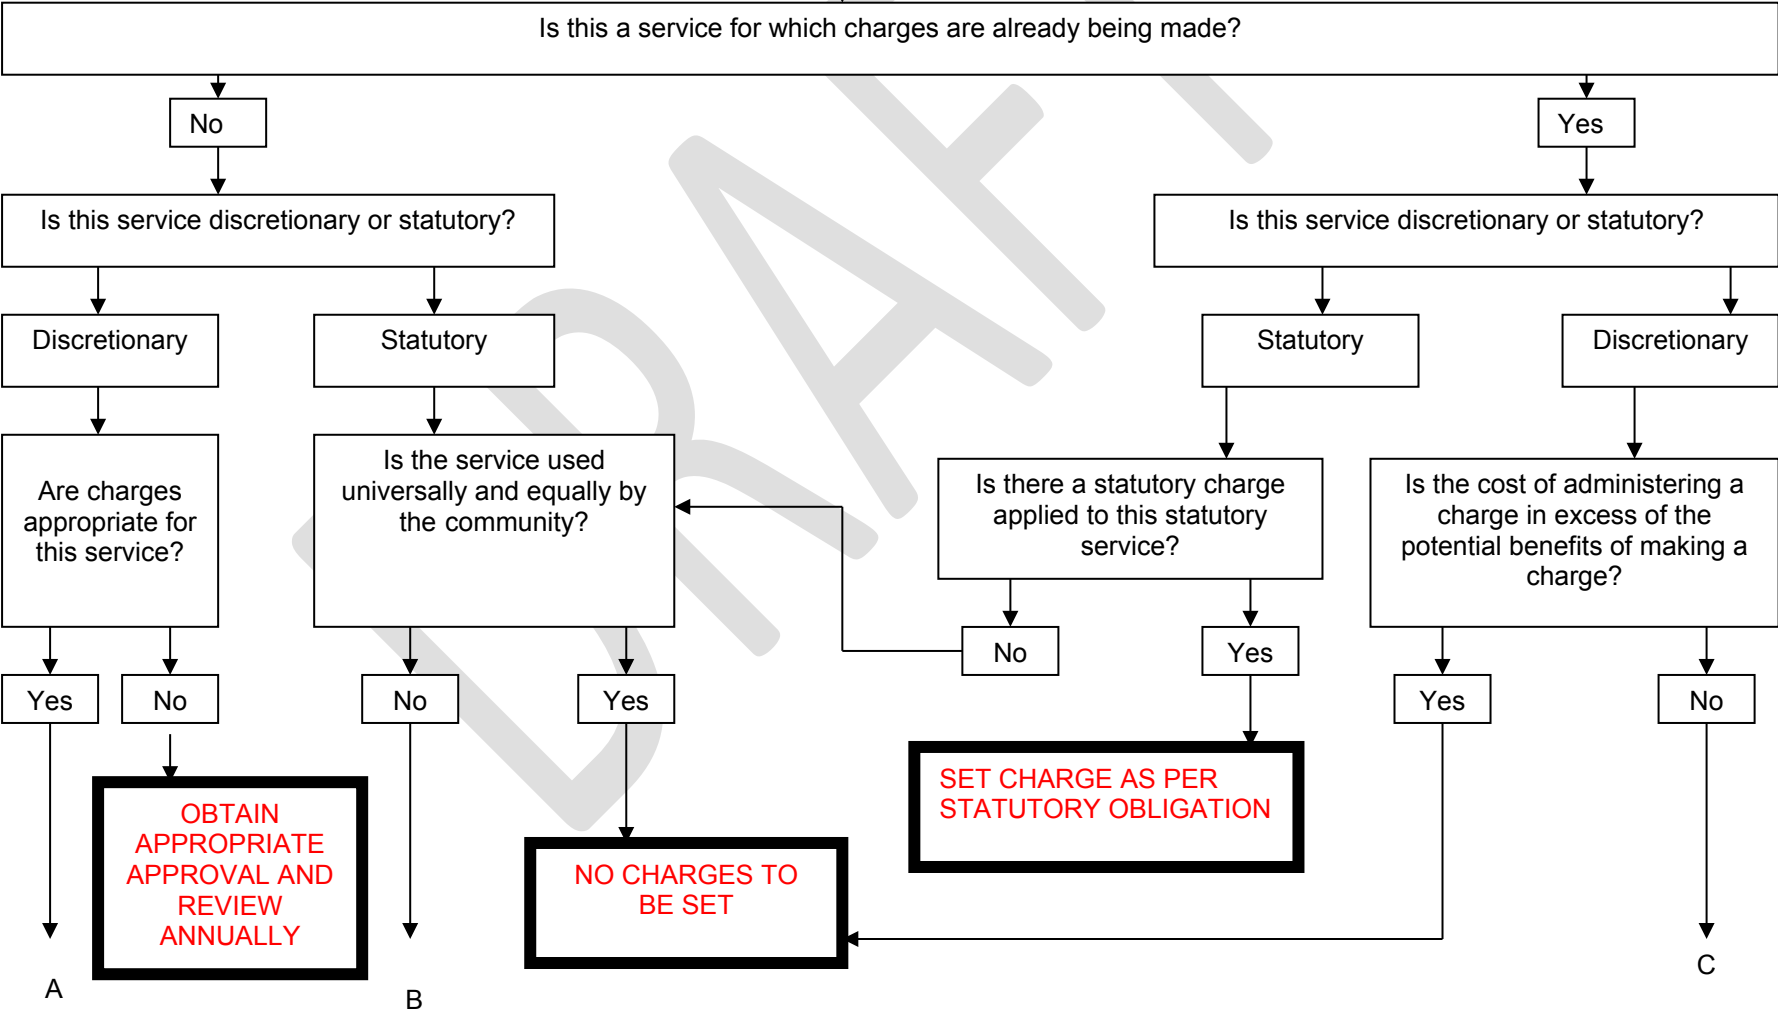 Is this a service for which charges are already being made?
No
Yes
Is this service discretionary or statutory?
Is this service discretionary or statutory?
Discretionary
Statutory
Statutory
Discretionary
Are charges
appropriate for
this service?
Is the service used
universally and equally by
the community?
Is there a statutory charge
applied to this statutory
service?
Is the cost of administering a
charge in excess of the
potential benefits of making a
charge?
No
Yes
Yes
No
No
Yes
Yes
No
OBTAIN
APPROPRIATE
APPROVAL AND
REVIEW
ANNUALLY
NO CHARGES TO
BE SET
SET CHARGE AS PER
STATUTORY OBLIGATION
A
B
C
DRAFT